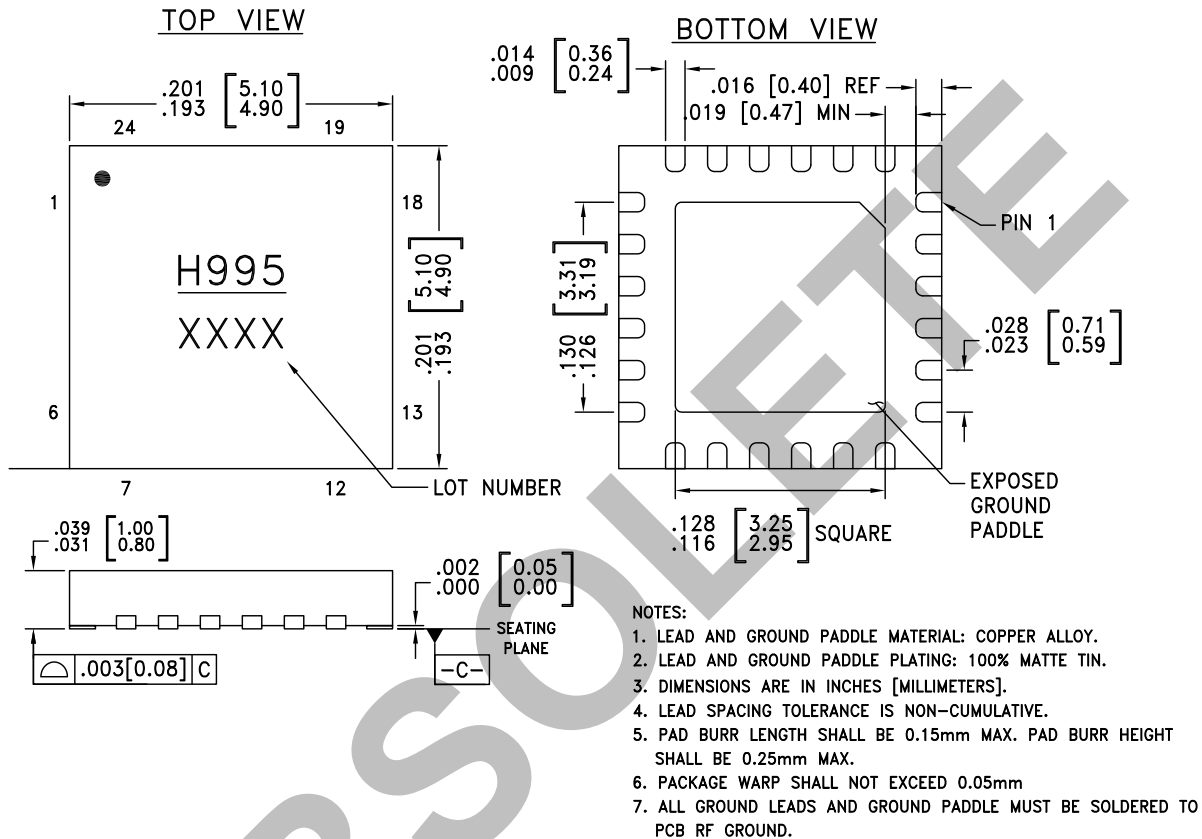 TOP VIEW
.201 [5.10]
.193 [4.90]
24
19
1
18
H995
XXXX
[5.10]
[4.90]
.201
.193
6
13
7
12
LOT NUMBER
BOTTOM VIEW
.014 [0.36]
.009 [0.24]
.016 [0.40] REF
.019 [0.47] MIN
PIN 1
[3.31]
[3.19]
.130
.126
.028 [0.71]
.023 [0.59]
EXPOSED
GROUND
PADDLE
.128 [3.25] SQUARE
.116 [2.95]
.039 [1.00]
.031 [0.80]
.002 [0.05]
.000 [0.00]
SEATING
PLANE
.003[0.08] C
-C-
NOTES:
1. LEAD AND GROUND PADDLE MATERIAL: COPPER ALLOY.
2. LEAD AND GROUND PADDLE PLATING: 100% MATTE TIN.
3. DIMENSIONS ARE IN INCHES [MILLIMETERS].
4. LEAD SPACING TOLERANCE IS NON-CUMULATIVE.
5. PAD BURR LENGTH SHALL BE 0.15mm MAX. PAD BURR HEIGHT
SHALL BE 0.25mm MAX.
6. PACKAGE WARP SHALL NOT EXCEED 0.05mm
7. ALL GROUND LEADS AND GROUND PADDLE MUST BE SOLDERED TO
PCB RF GROUND.
OBSOLETE